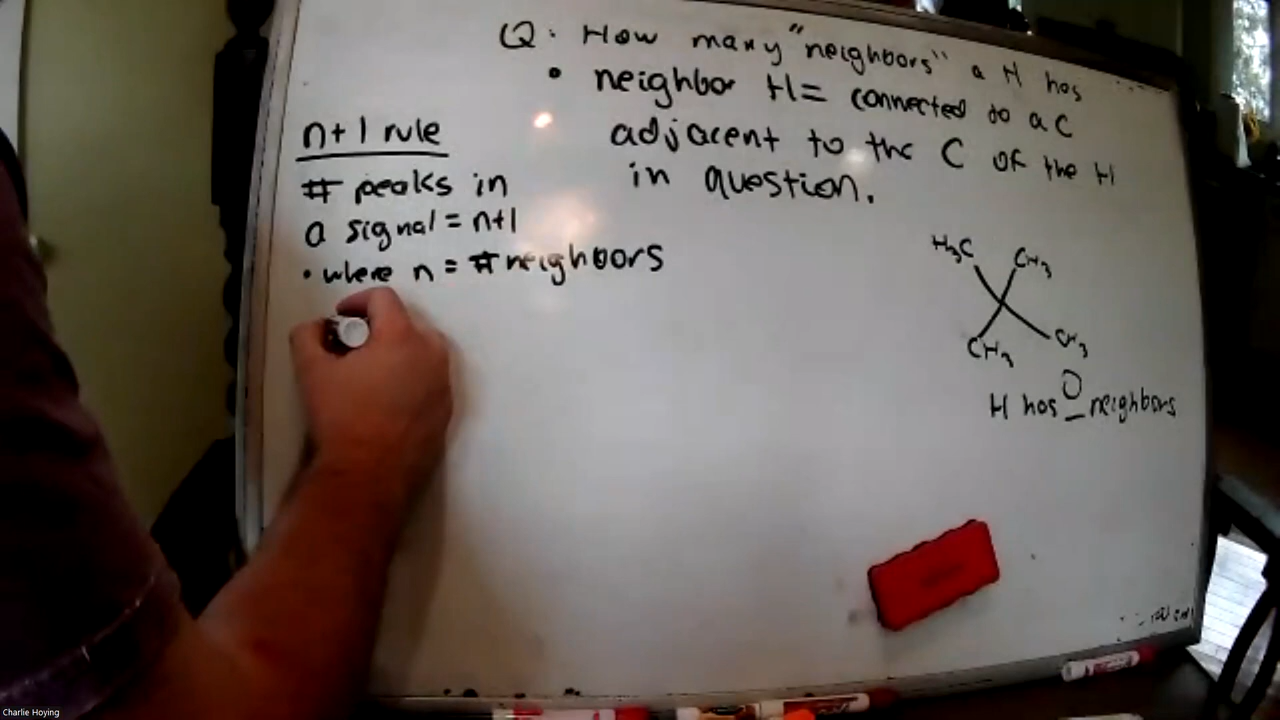 Q: How many "neighbors" a H has
• neighbor H = connected to a C
adjacent to the C of the H
in question.
n+1 rule
# peaks in
a signal = n+1
• where n = # neighbors
H₃C CH₃
CH₃ CH₃
H has 0 neighbors
Charlie Hoying